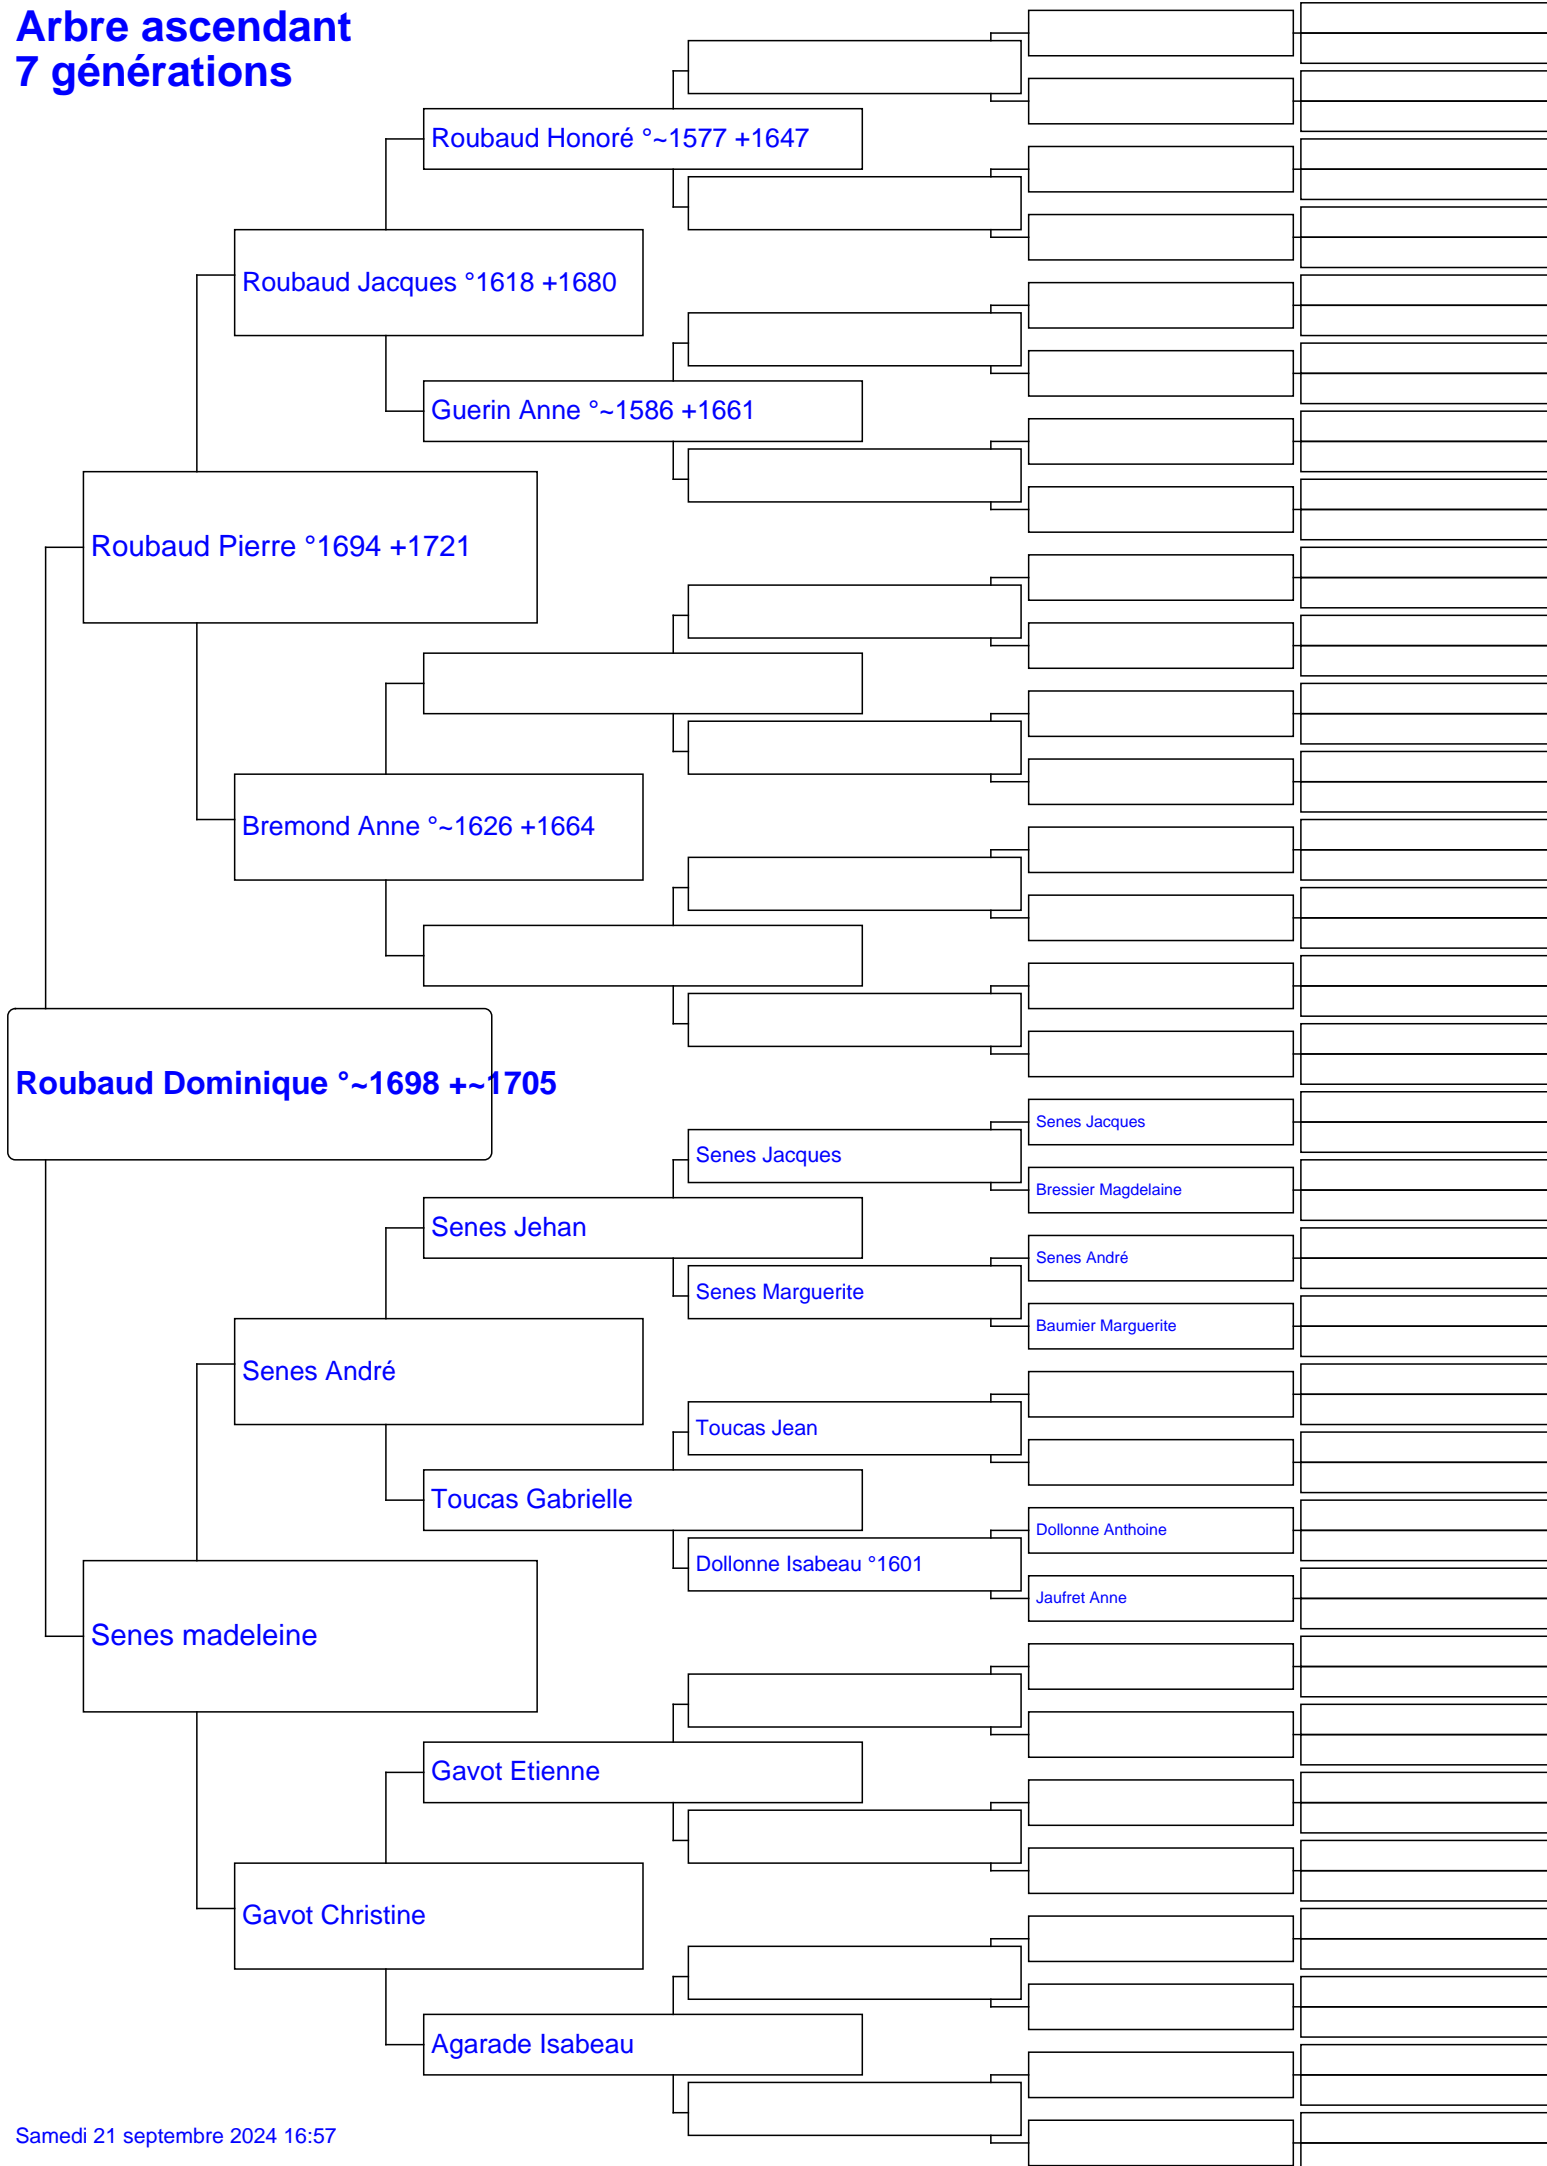 Arbre ascendant
7 générations
Roubaud Honoré °~1577 +1647
Roubaud Jacques °1618 +1680
Guerin Anne °~1586 +1661
Roubaud Pierre °1694 +1721
Bremond Anne °~1626 +1664
Roubaud Dominique °~1698 +~1705
Senes Jacques
Senes Jacques
Bressier Magdelaine
Senes Jehan
Senes André
Senes Marguerite
Baumier Marguerite
Senes André
Toucas Jean
Toucas Gabrielle
Dollonne Anthoine
Dollonne Isabeau °1601
Jaufret Anne
Senes madeleine
Gavot Etienne
Gavot Christine
Agarade Isabeau
Samedi 21 septembre 2024 16:57